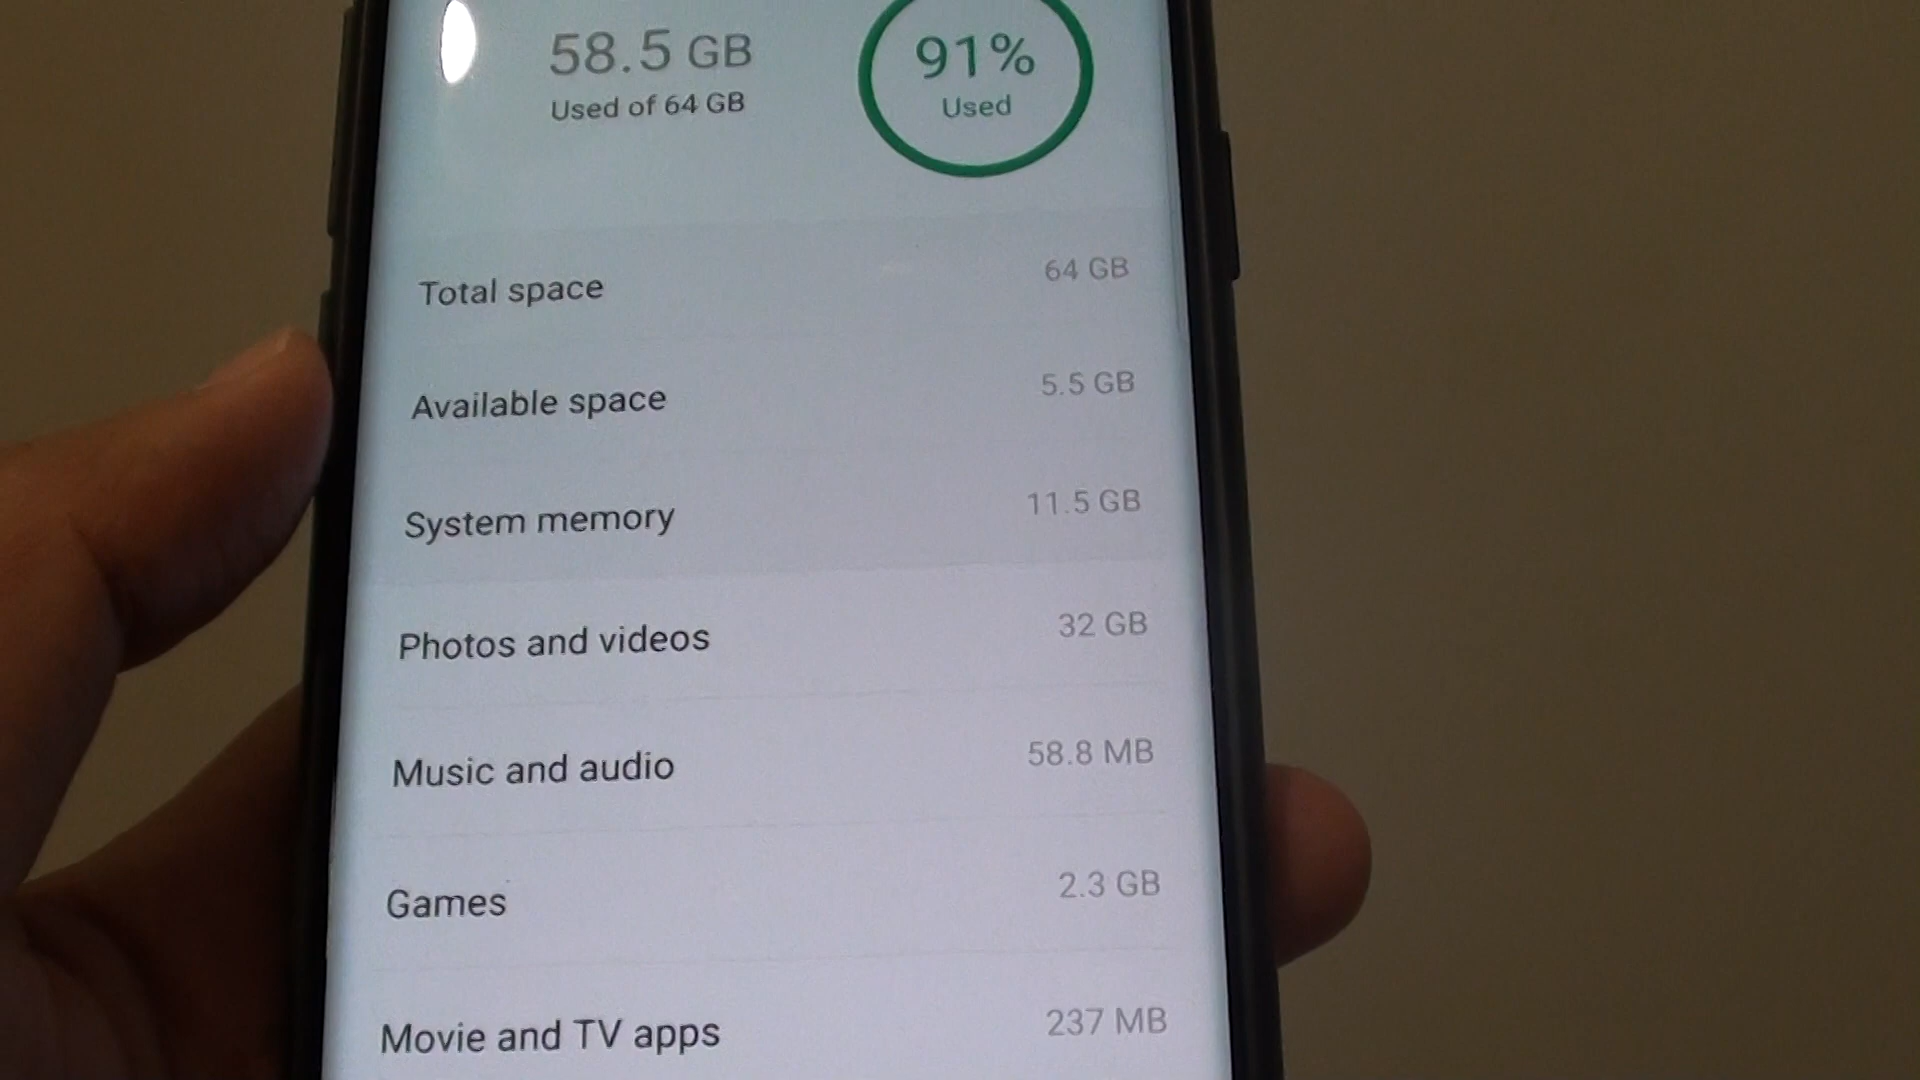 58.5 GB
Used of 64 GB
91%
Used
Total space 64 GB
Available space 5.5 GB
System memory 11.5 GB
Photos and videos 32 GB
Music and audio 58.8 MB
Games 2.3 GB
Movie and TV apps 237 MB